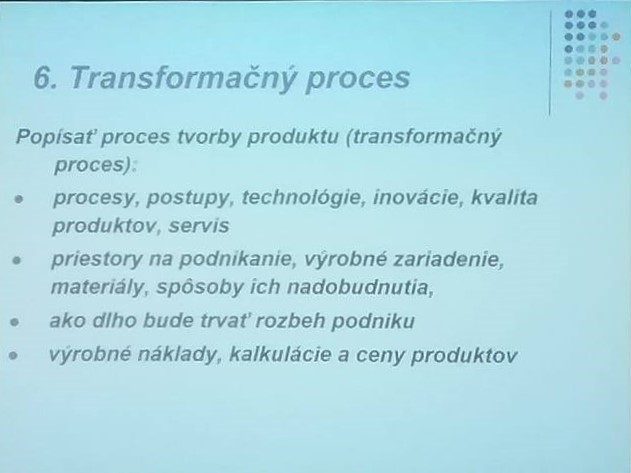 6. Transformačný proces
Popísať proces tvorby produktu (transformačný
proces):
• procesy, postupy, technológie, inovácie, kvalita
produktov, servis
• priestory na podnikanie, výrobné zariadenie,
materiály, spôsoby ich nadobudnutia,
• ako dlho bude trvať rozbeh podniku
• výrobné náklady, kalkulácie a ceny produktov